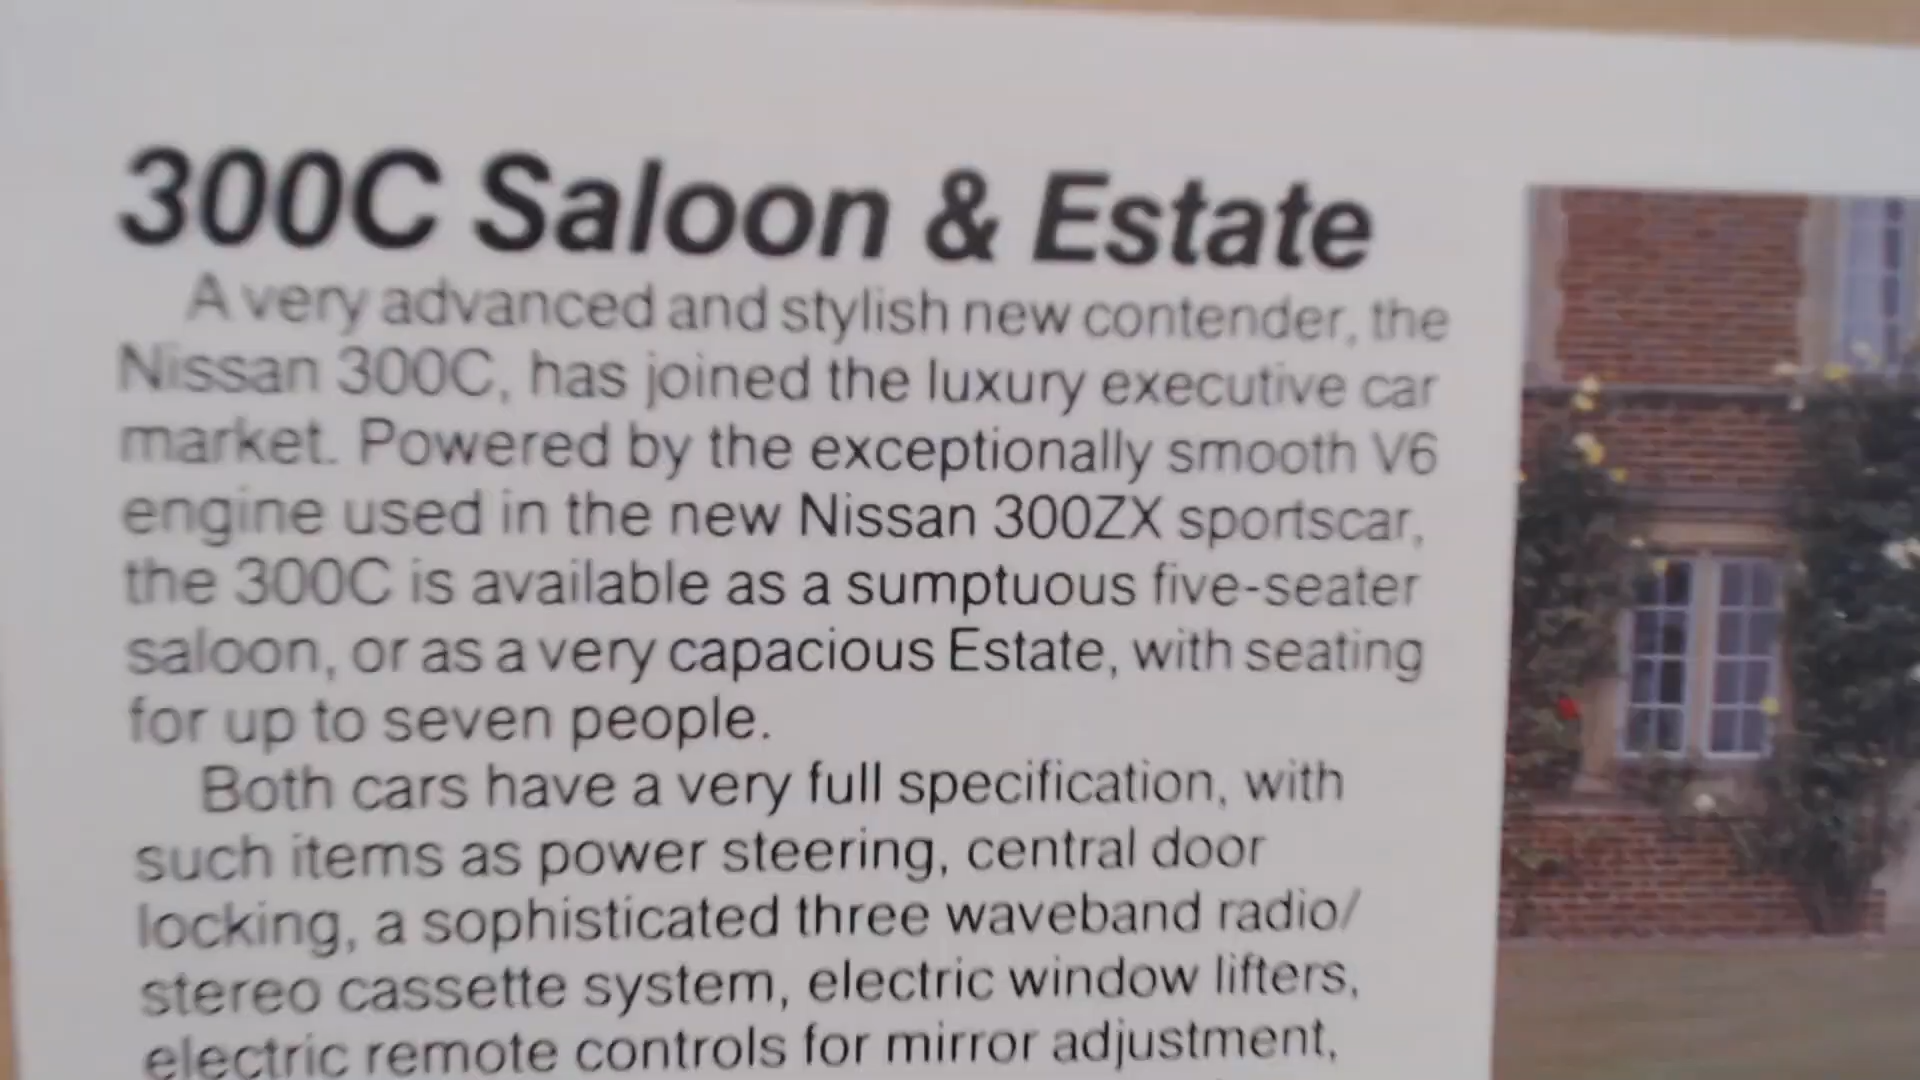 300C Saloon & Estate
A very advanced and stylish new contender, the
Nissan 300C, has joined the luxury executive car
market. Powered by the exceptionally smooth V6
engine used in the new Nissan 300ZX sportscar,
the 300C is available as a sumptuous five-seater
saloon, or as a very capacious Estate, with seating
for up to seven people.
Both cars have a very full specification, with
such items as power steering, central door
locking, a sophisticated three waveband radio/
stereo cassette system, electric window lifters,
electric remote controls for mirror adjustment,